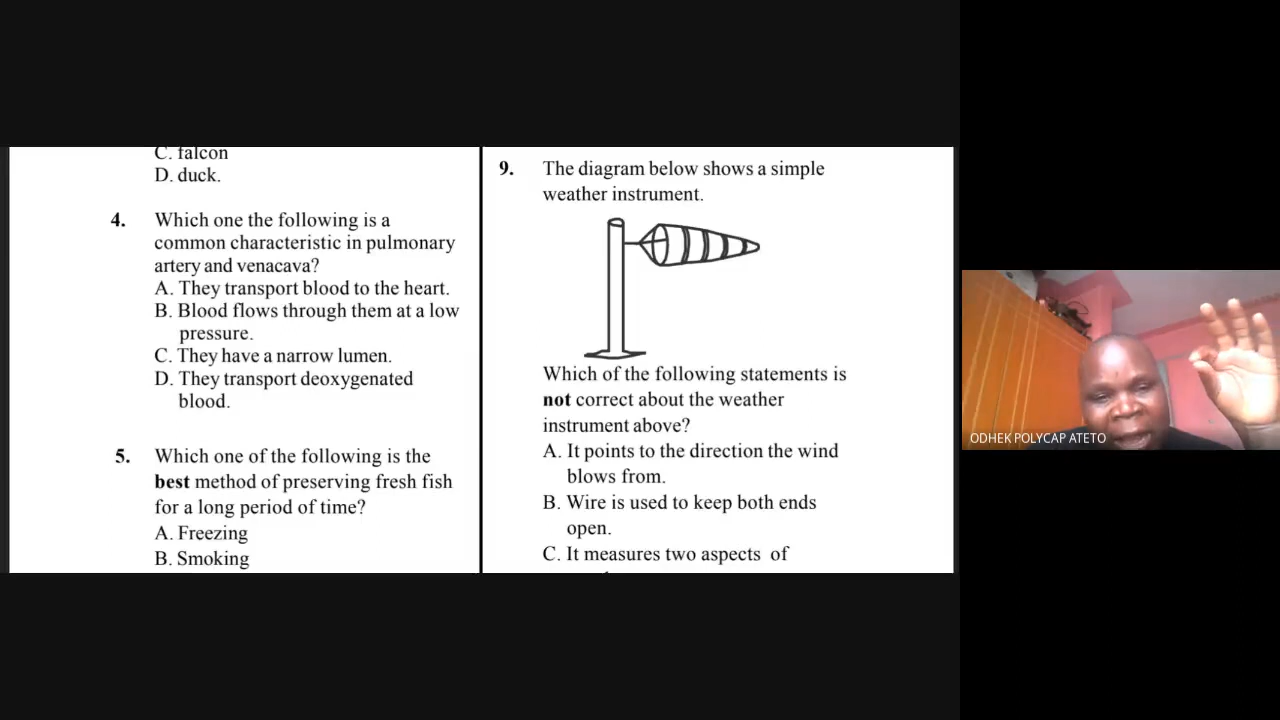 C. falcon
D. duck.
4. Which one the following is a
common characteristic in pulmonary
artery and venacava?
A. They transport blood to the heart.
B. Blood flows through them at a low
pressure.
C. They have a narrow lumen.
D. They transport deoxygenated
blood.
5. Which one of the following is the
best method of preserving fresh fish
for a long period of time?
A. Freezing
B. Smoking
9. The diagram below shows a simple
weather instrument.
Which of the following statements is
not correct about the weather
instrument above?
A. It points to the direction the wind
blows from.
B. Wire is used to keep both ends
open.
C. It measures two aspects of
ODHEK POLYCAP ATETO